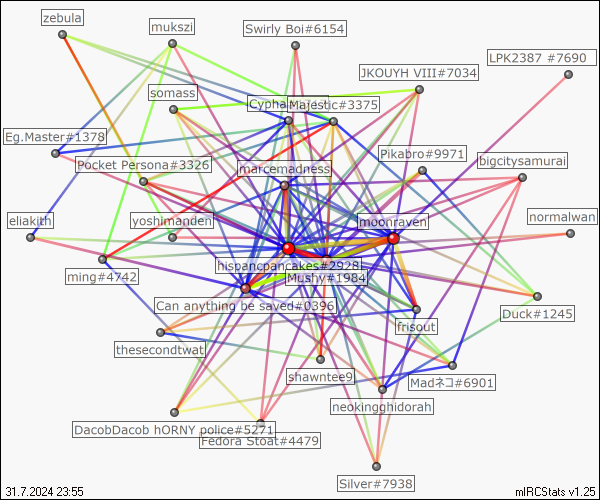 zebula
mukszi
Swirly Boi#6154
LPK2387 #7690
JKOUYH VIII#7034
somass
Majestic#3375
Eg.Master#1378
Pikabro#9971
bigcitysamurai
Pocket Persona#3326
marcemadness
eliakith
yoshimanden
moonraven
normalwan
ming#4742
hispancpancakes#2928
Mushy#1984
Can anything be saved#0396
Duck#1245
frisout
thesecondtwat
shawntee9
Madネコ#6901
neokingghidorah
DacobDacob hORNY police#5271
Fedora Stoat#4479
Silver#7938
31.7.2024 23:55
mIRCStats v1.25